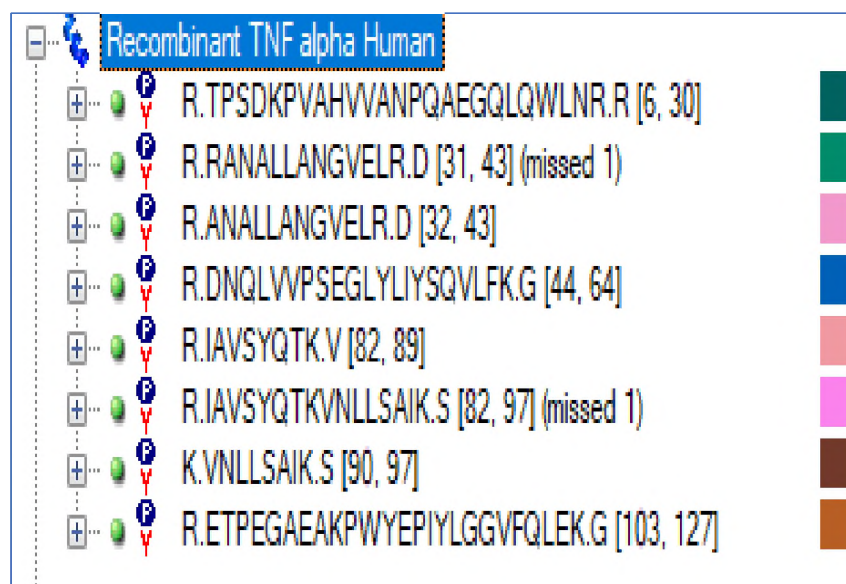 Recombinant TNF alpha Human
R.TPSDKPVAHVVANPQAEGQLQWLNR.R [6, 30]
R.RANALLANGVELR.D [31, 43] (missed 1)
R.ANALLANGVELR.D [32, 43]
R.DNQLVVPSEGLYLIYSQVLFK.G [44, 64]
R.IAVSYQTK.V [82, 89]
R.IAVSYQTKVNLLSAIK.S [82, 97] (missed 1)
K.VNLLSAIK.S [90, 97]
R.ETPEGAEAKPWYEPIYLGGVFQLEK.G [103, 127]